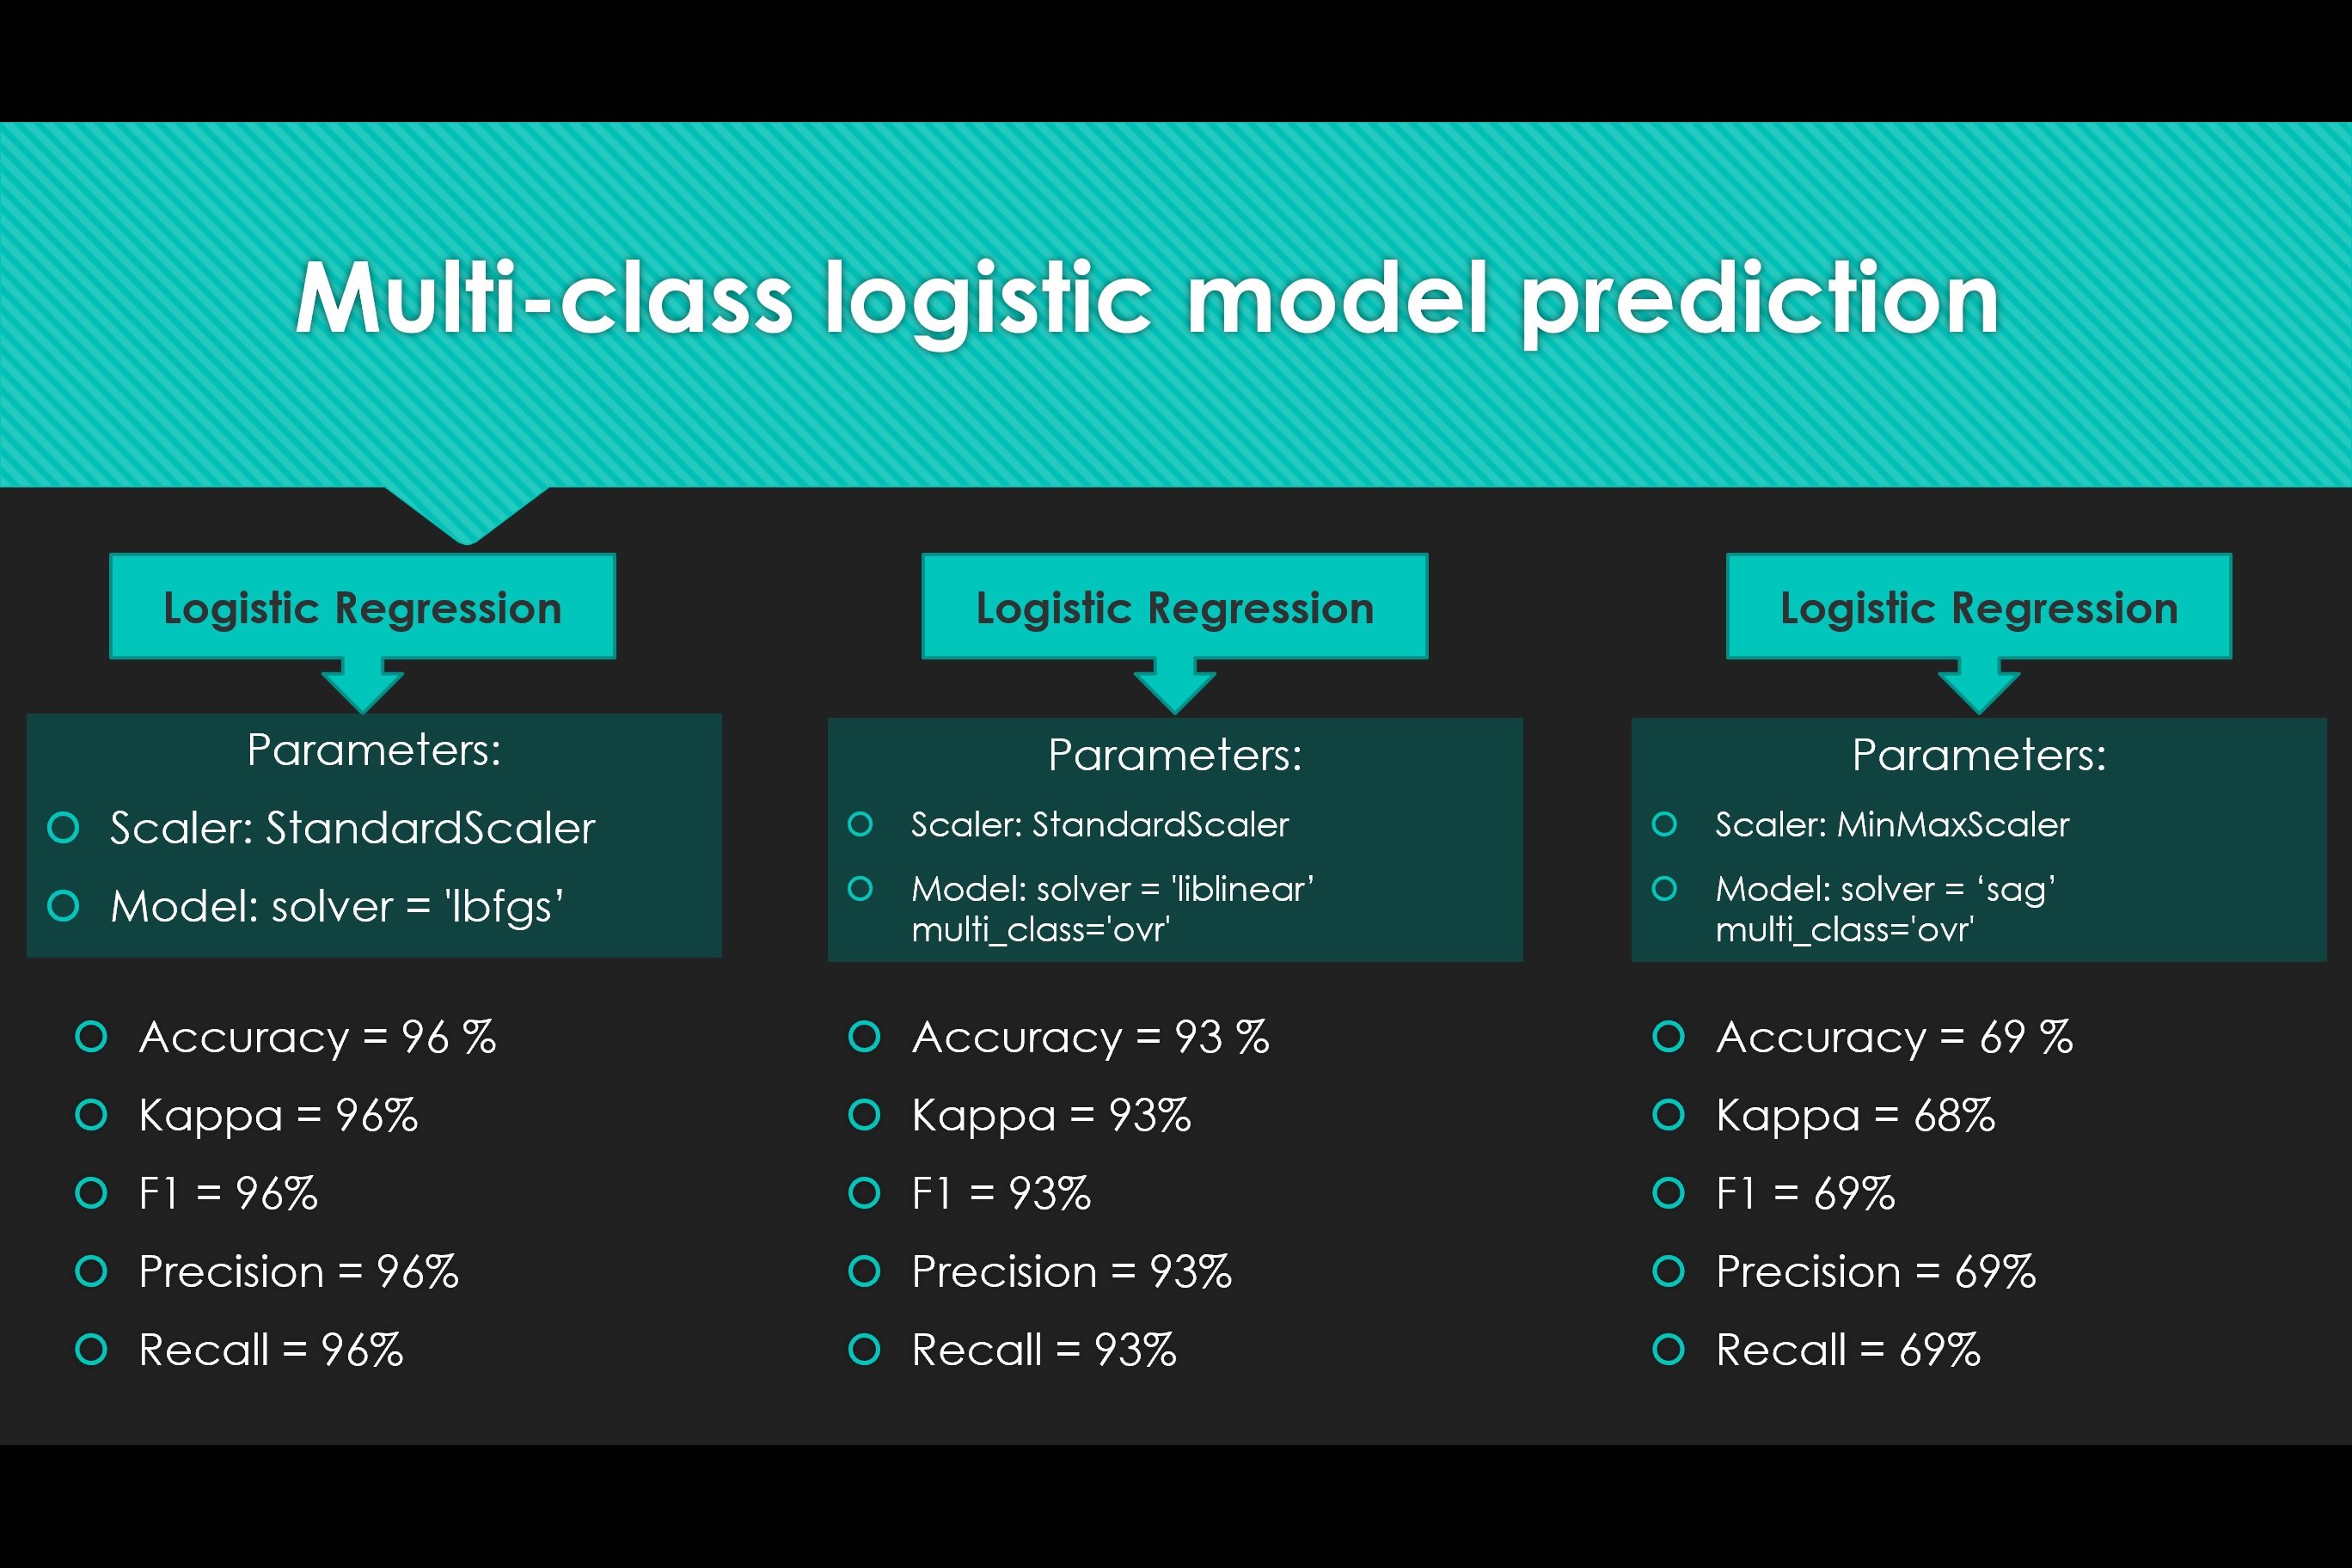 Multi-class logistic model prediction
Logistic Regression
Parameters:
Scaler: StandardScaler
Model: solver = 'lbfgs’
Accuracy = 96 %
Kappa = 96%
F1 = 96%
Precision = 96%
Recall = 96%
Logistic Regression
Parameters:
Scaler: StandardScaler
Model: solver = 'liblinear’
multi_class='ovr'
Accuracy = 93 %
Kappa = 93%
F1 = 93%
Precision = 93%
Recall = 93%
Logistic Regression
Parameters:
Scaler: MinMaxScaler
Model: solver = ‘sag’
multi_class='ovr'
Accuracy = 69 %
Kappa = 68%
F1 = 69%
Precision = 69%
Recall = 69%